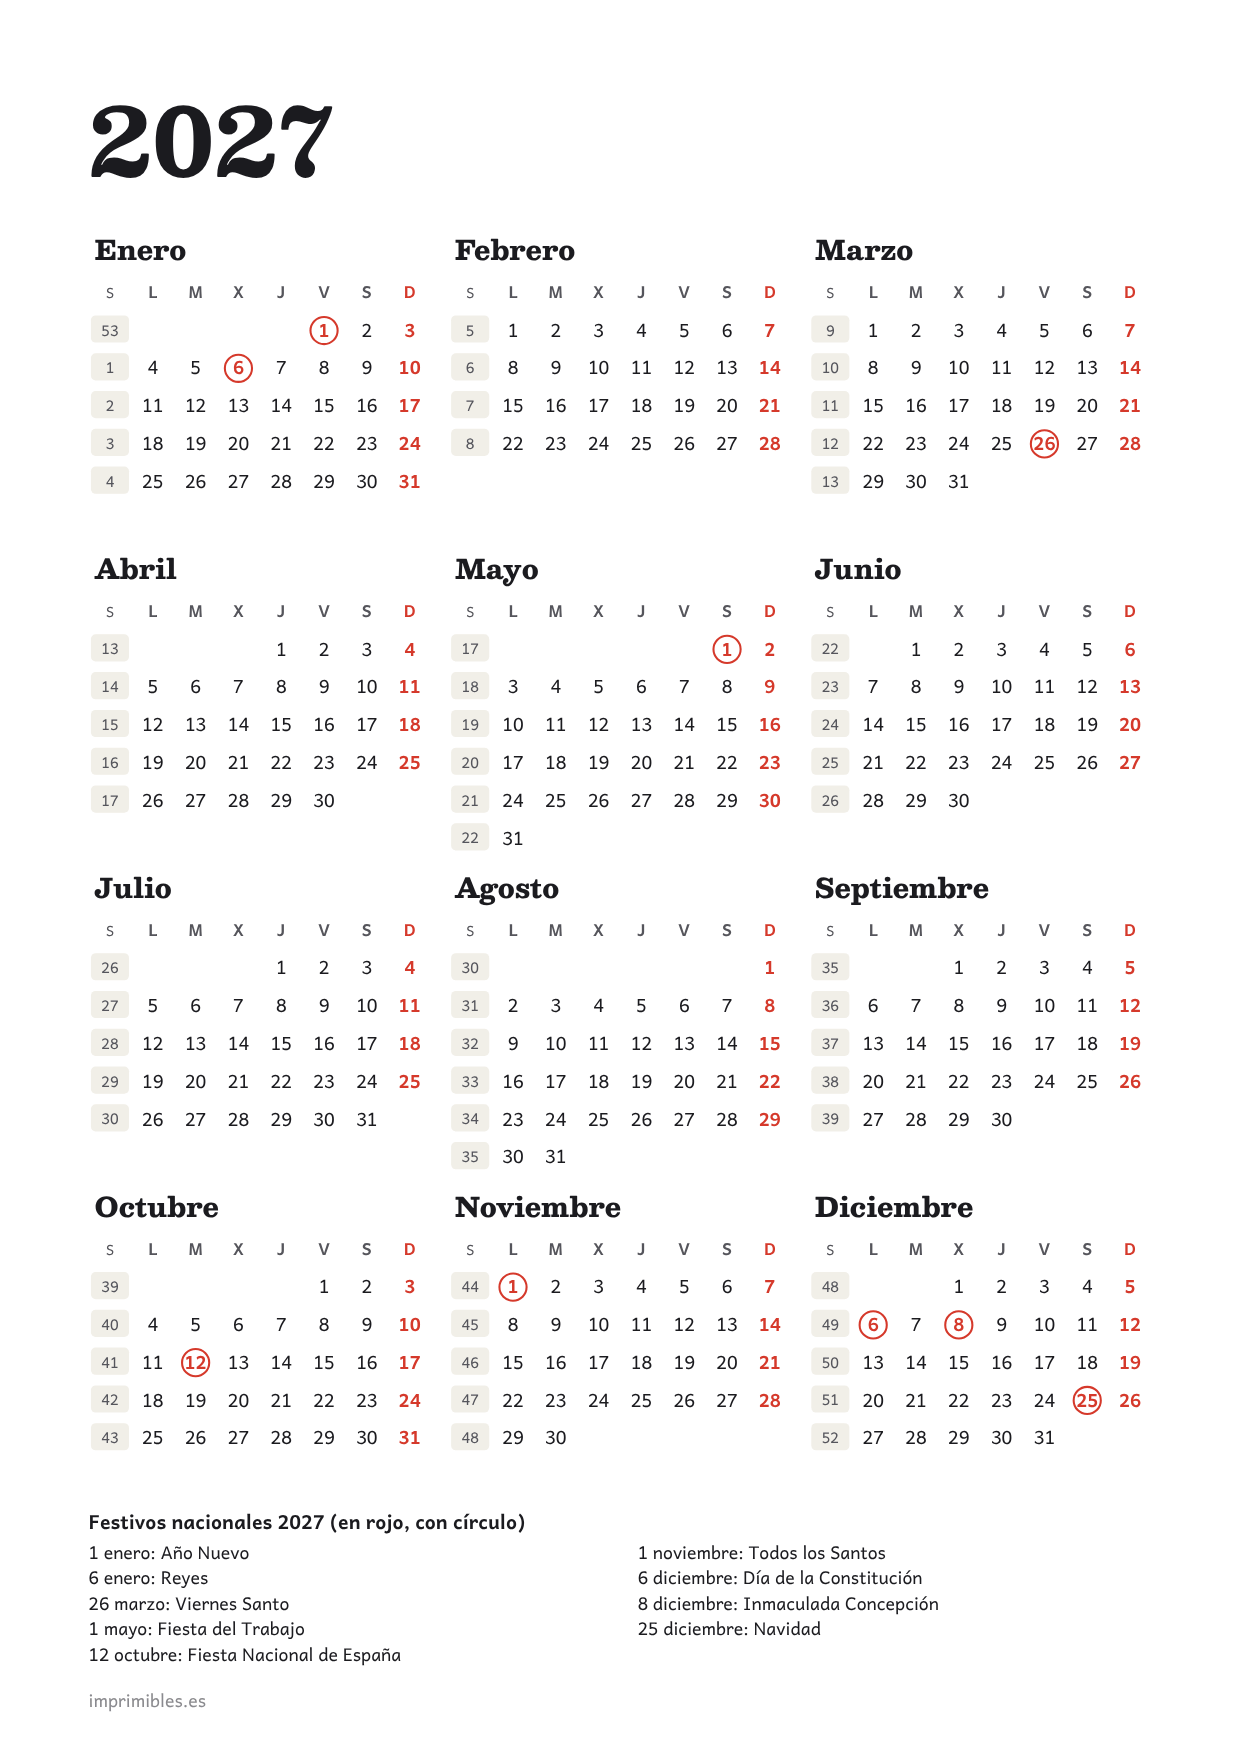 2027
Enero
S L M X J V S D
53 1 2 3
1 4 5 6 7 8 9 10
2 11 12 13 14 15 16 17
3 18 19 20 21 22 23 24
4 25 26 27 28 29 30 31
Febrero
S L M X J V S D
5 1 2 3 4 5 6 7
6 8 9 10 11 12 13 14
7 15 16 17 18 19 20 21
8 22 23 24 25 26 27 28
Marzo
S L M X J V S D
9 1 2 3 4 5 6 7
10 8 9 10 11 12 13 14
11 15 16 17 18 19 20 21
12 22 23 24 25 26 27 28
13 29 30 31
Abril
S L M X J V S D
13 1 2 3 4
14 5 6 7 8 9 10 11
15 12 13 14 15 16 17 18
16 19 20 21 22 23 24 25
17 26 27 28 29 30
Mayo
S L M X J V S D
17 1 2
18 3 4 5 6 7 8 9
19 10 11 12 13 14 15 16
20 17 18 19 20 21 22 23
21 24 25 26 27 28 29 30
22 31
Junio
S L M X J V S D
22 1 2 3 4 5 6
23 7 8 9 10 11 12 13
24 14 15 16 17 18 19 20
25 21 22 23 24 25 26 27
26 28 29 30
Julio
S L M X J V S D
26 1 2 3 4
27 5 6 7 8 9 10 11
28 12 13 14 15 16 17 18
29 19 20 21 22 23 24 25
30 26 27 28 29 30 31
Agosto
S L M X J V S D
30 1
31 2 3 4 5 6 7 8
32 9 10 11 12 13 14 15
33 16 17 18 19 20 21 22
34 23 24 25 26 27 28 29
35 30 31
Septiembre
S L M X J V S D
35 1 2 3 4 5
36 6 7 8 9 10 11 12
37 13 14 15 16 17 18 19
38 20 21 22 23 24 25 26
39 27 28 29 30
Octubre
S L M X J V S D
39 1 2 3
40 4 5 6 7 8 9 10
41 11 12 13 14 15 16 17
42 18 19 20 21 22 23 24
43 25 26 27 28 29 30 31
Noviembre
S L M X J V S D
44 1 2 3 4 5 6 7
45 8 9 10 11 12 13 14
46 15 16 17 18 19 20 21
47 22 23 24 25 26 27 28
48 29 30
Diciembre
S L M X J V S D
48 1 2 3 4 5
49 6 7 8 9 10 11 12
50 13 14 15 16 17 18 19
51 20 21 22 23 24 25 26
52 27 28 29 30 31
Festivos nacionales 2027 (en rojo, con círculo)
1 enero: Año Nuevo
6 enero: Reyes
26 marzo: Viernes Santo
1 mayo: Fiesta del Trabajo
12 octubre: Fiesta Nacional de España
1 noviembre: Todos los Santos
6 diciembre: Día de la Constitución
8 diciembre: Inmaculada Concepción
25 diciembre: Navidad
imprimibles.es